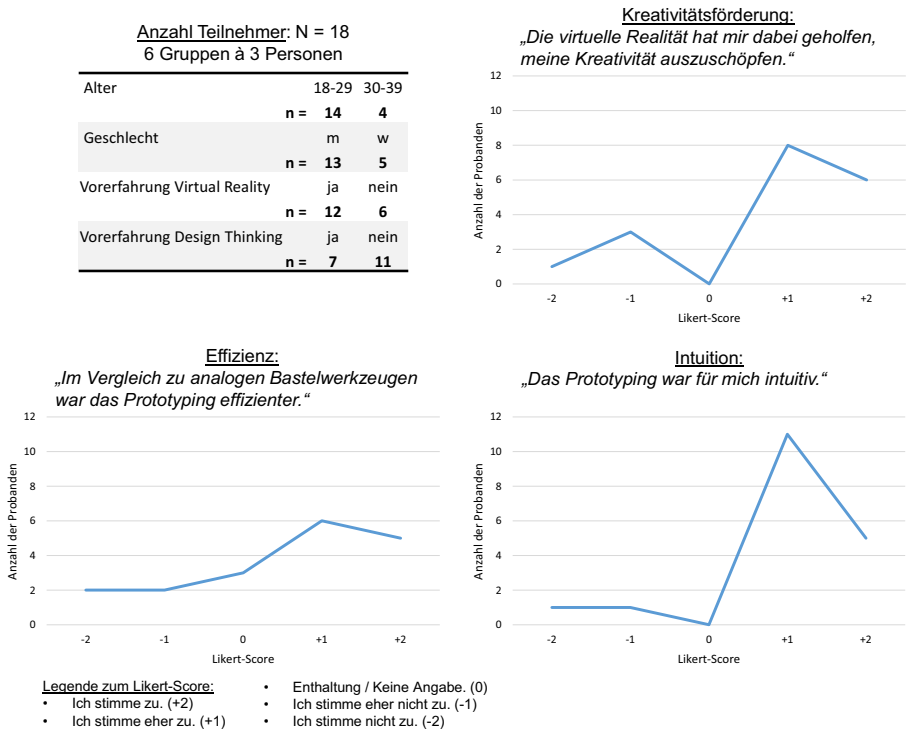 Anzahl Teilnehmer: N = 18
6 Gruppen à 3 Personen
Alter 18-29 30-39
n = 14 4
Geschlecht m w
n = 13 5
Vorerfahrung Virtual Reality ja nein
n = 12 6
Vorerfahrung Design Thinking ja nein
n = 7 11
Kreativitätsförderung:
„Die virtuelle Realität hat mir dabei geholfen,
meine Kreativität auszuschöpfen.“
12
10
8
6
4
2
0
Anzahl der Probanden
-2 -1 0 +1 +2
Likert-Score
Effizienz:
„Im Vergleich zu analogen Bastelwerkzeugen
war das Prototyping effizienter.“
12
10
8
6
4
2
0
Anzahl der Probanden
-2 -1 0 +1 +2
Likert-Score
Intuition:
„Das Prototyping war für mich intuitiv.“
12
10
8
6
4
2
0
Anzahl der Probanden
-2 -1 0 +1 +2
Likert-Score
Legende zum Likert-Score:
• Ich stimme zu. (+2)
• Ich stimme eher zu. (+1)
• Enthaltung / Keine Angabe. (0)
• Ich stimme eher nicht zu. (-1)
• Ich stimme nicht zu. (-2)